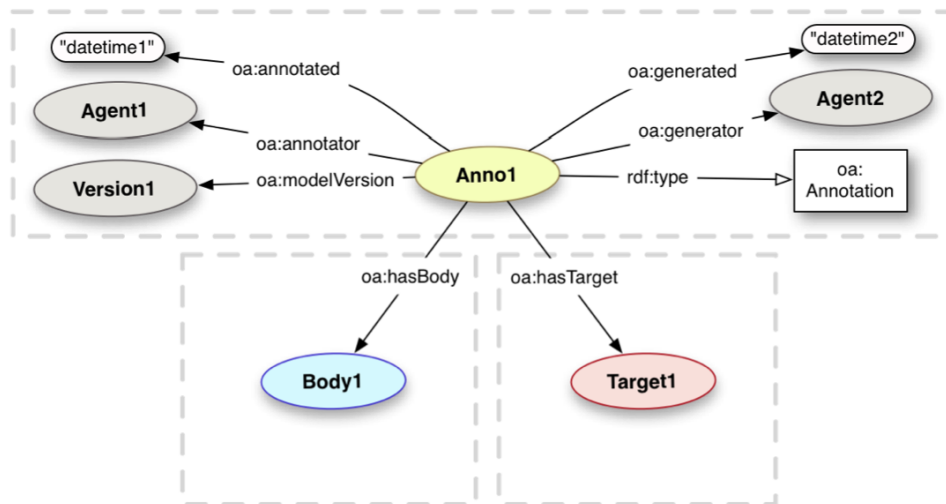 "datetime1"
"datetime2"
oa:annotated
oa:generated
Agent1
Agent2
oa:annotator
oa:generator
Version1
oa:modelVersion
Anno1
rdf:type
oa:
Annotation
oa:hasBody
oa:hasTarget
Body1
Target1